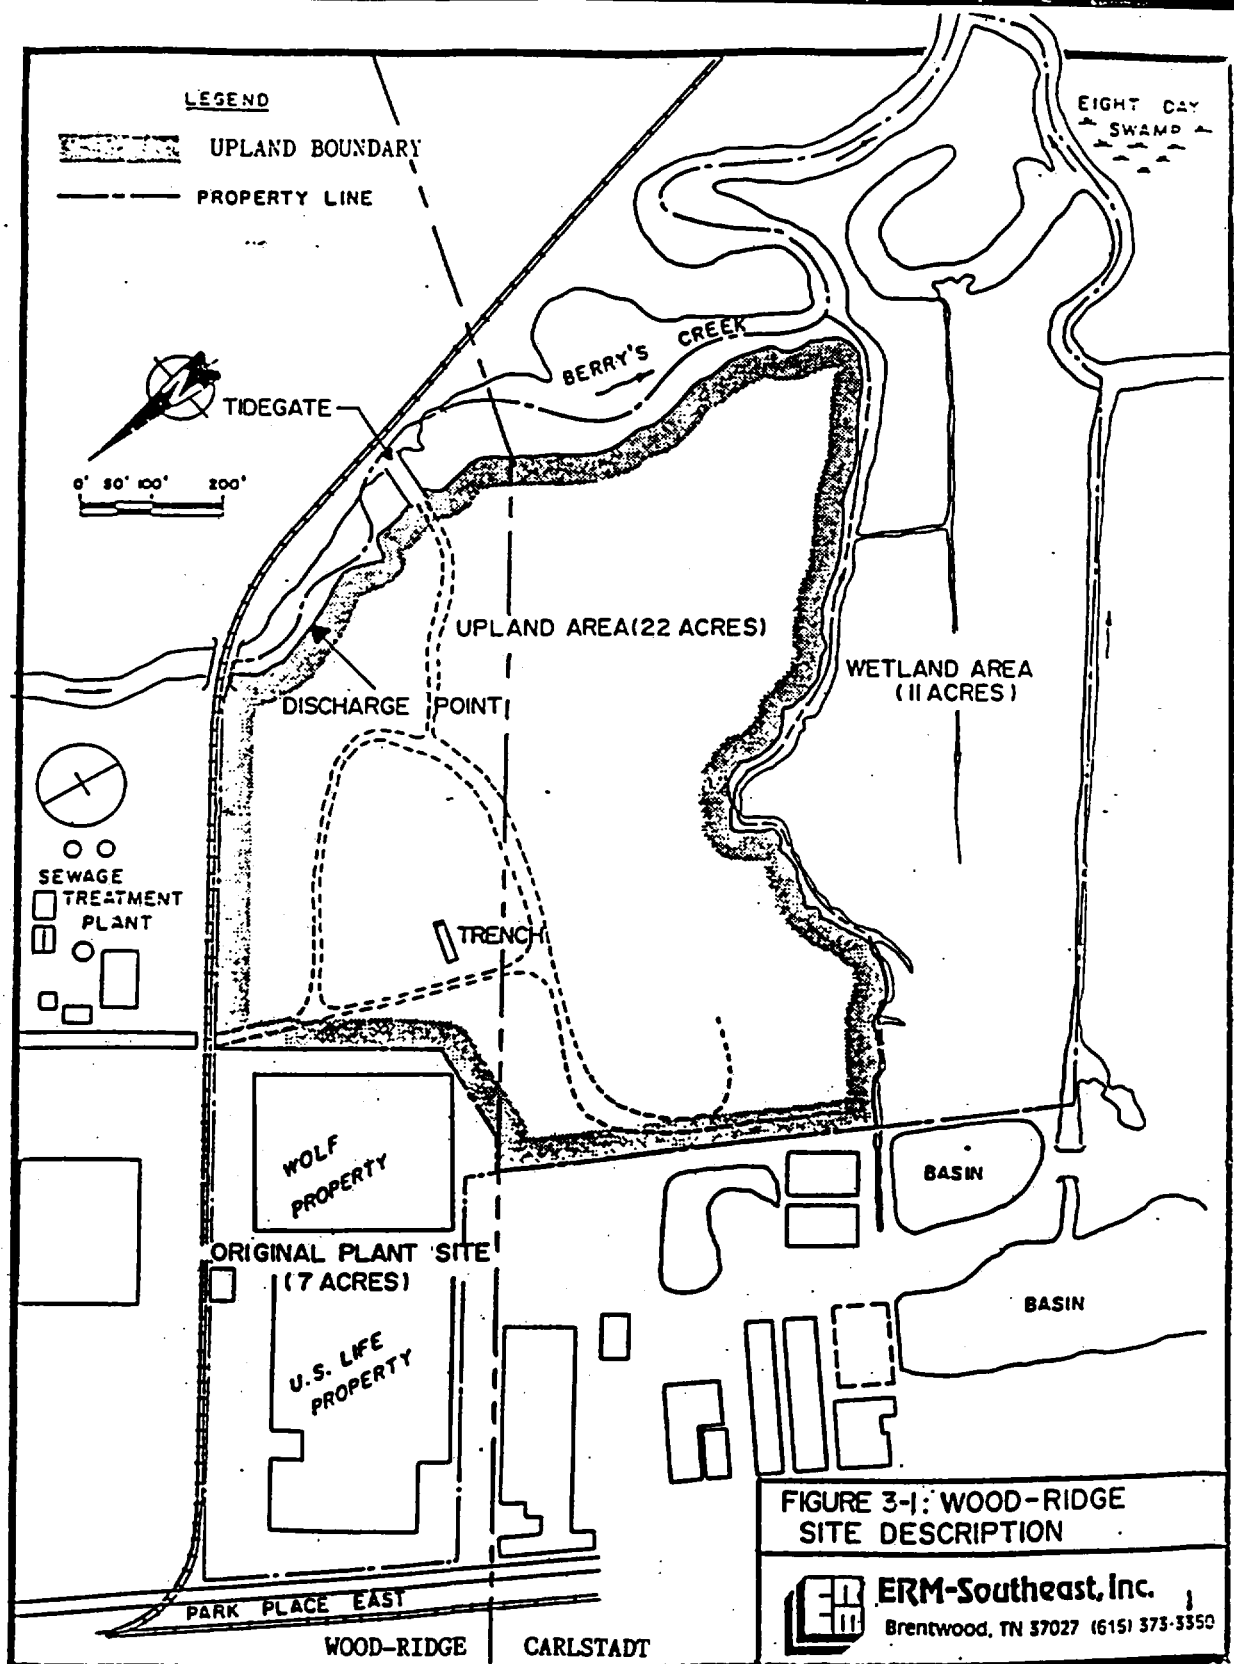 LEGEND
UPLAND BOUNDARY
PROPERTY LINE
EIGHT DAY
SWAMP
BERRY'S CREEK
TIDEGATE
0' 50' 100' 200'
UPLAND AREA (22 ACRES)
WETLAND AREA
(11 ACRES)
DISCHARGE POINT
SEWAGE
TREATMENT
PLANT
TRENCH
WOLF
PROPERTY
BASIN
ORIGINAL PLANT SITE
(7 ACRES)
BASIN
U.S. LIFE
PROPERTY
FIGURE 3-1: WOOD-RIDGE
SITE DESCRIPTION
ERM-Southeast, Inc.
Brentwood, TN 37027 (615) 373-3350
PARK PLACE EAST
WOOD-RIDGE
CARLSTADT